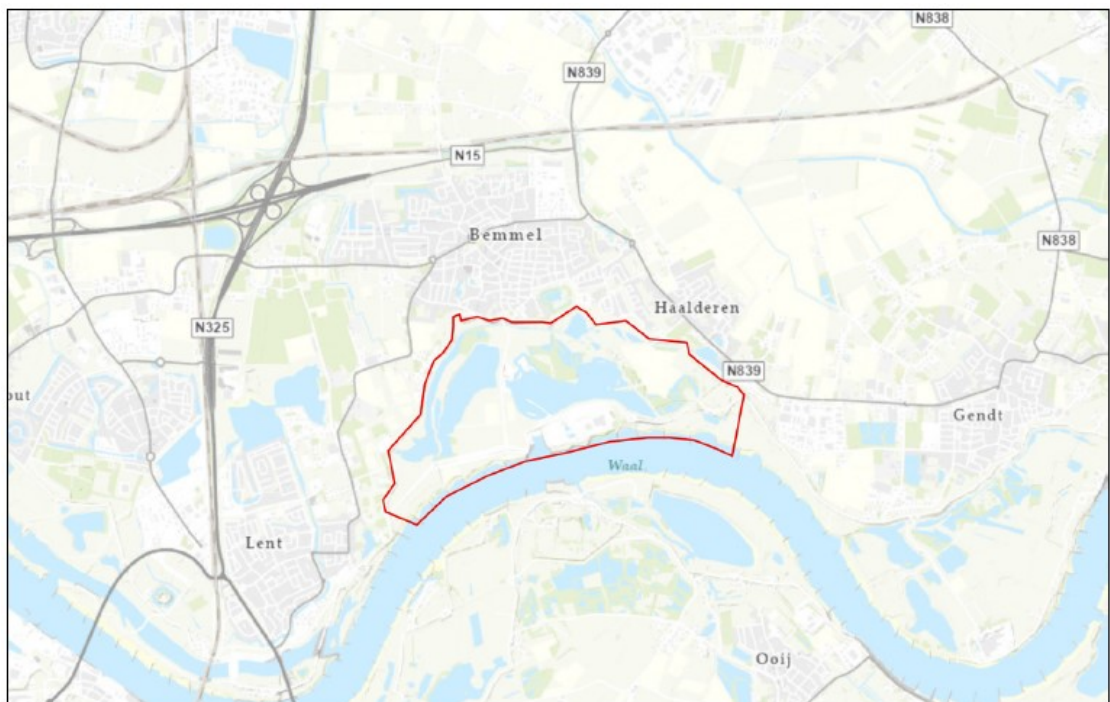 N838
N839
N15
Bemmel
N838
Haalderen
N325
N839
out
Gendt
Waal
Lent
Ooij